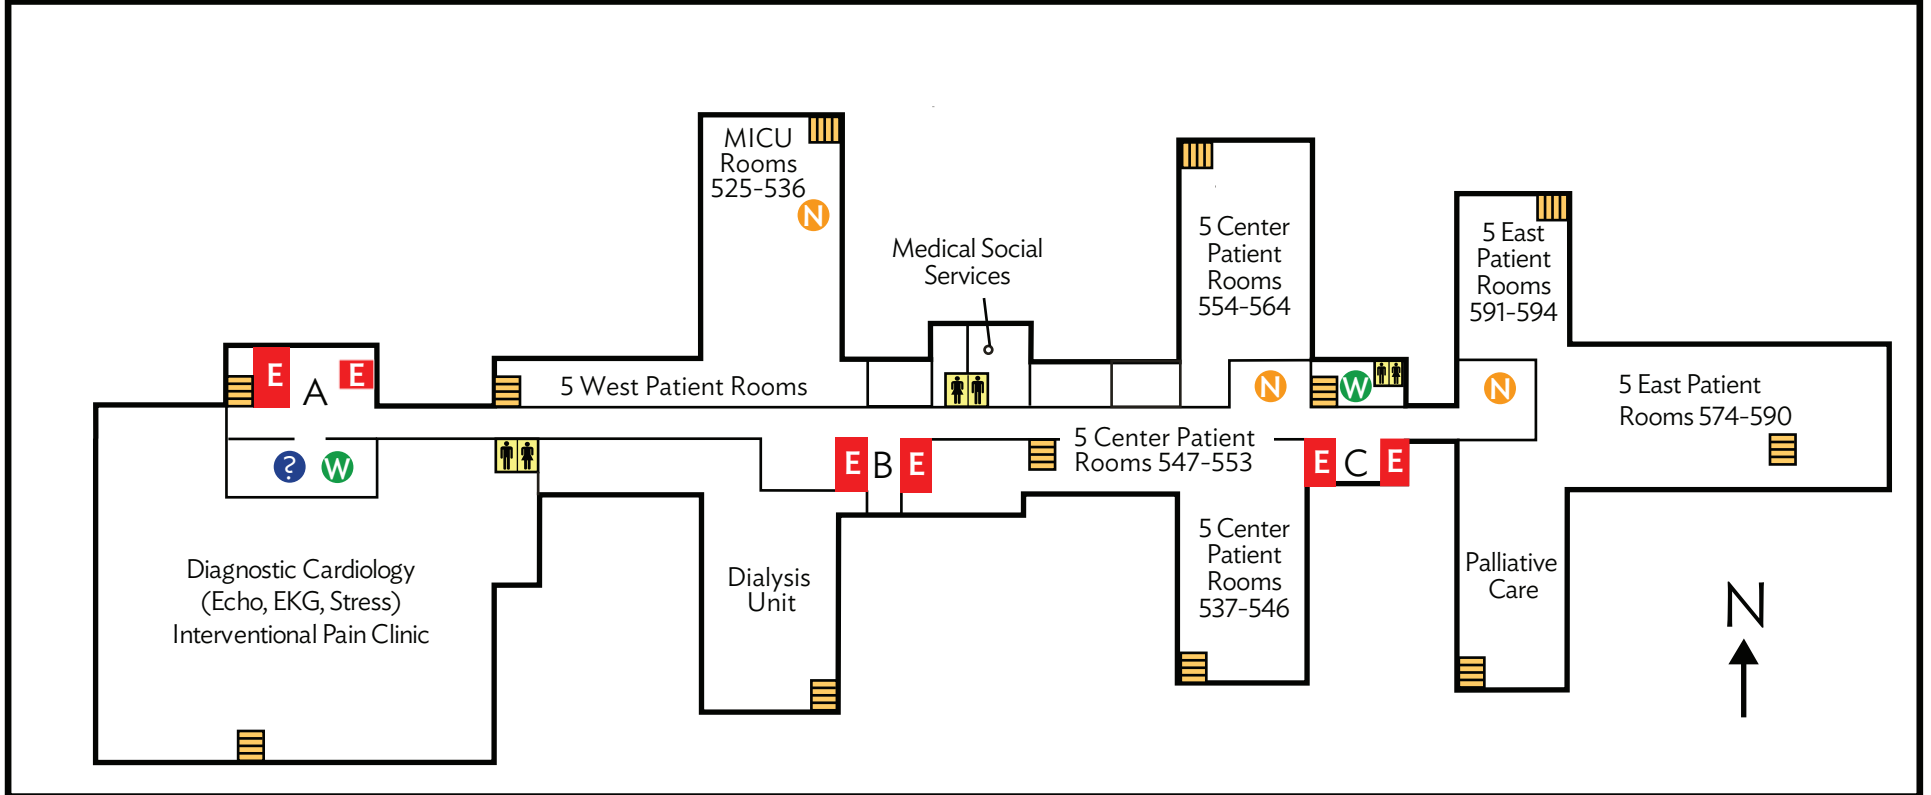 MICU
Rooms
525-536
N
Medical Social
Services
5 Center
Patient
Rooms
554-564
5 East
Patient
Rooms
591-594
E
A
E
5 West Patient Rooms
N
W
N
5 East Patient
Rooms 574-590
?
W
E
B
E
5 Center Patient
Rooms 547-553
E
C
E
Diagnostic Cardiology
(Echo, EKG, Stress)
Interventional Pain Clinic
Dialysis
Unit
5 Center
Patient
Rooms
537-546
Palliative
Care
N